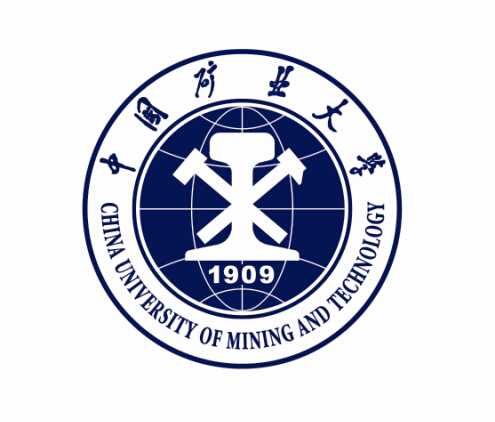 中国矿业大学
1909
CHINA UNIVERSITY OF MINING AND TECHNOLOGY